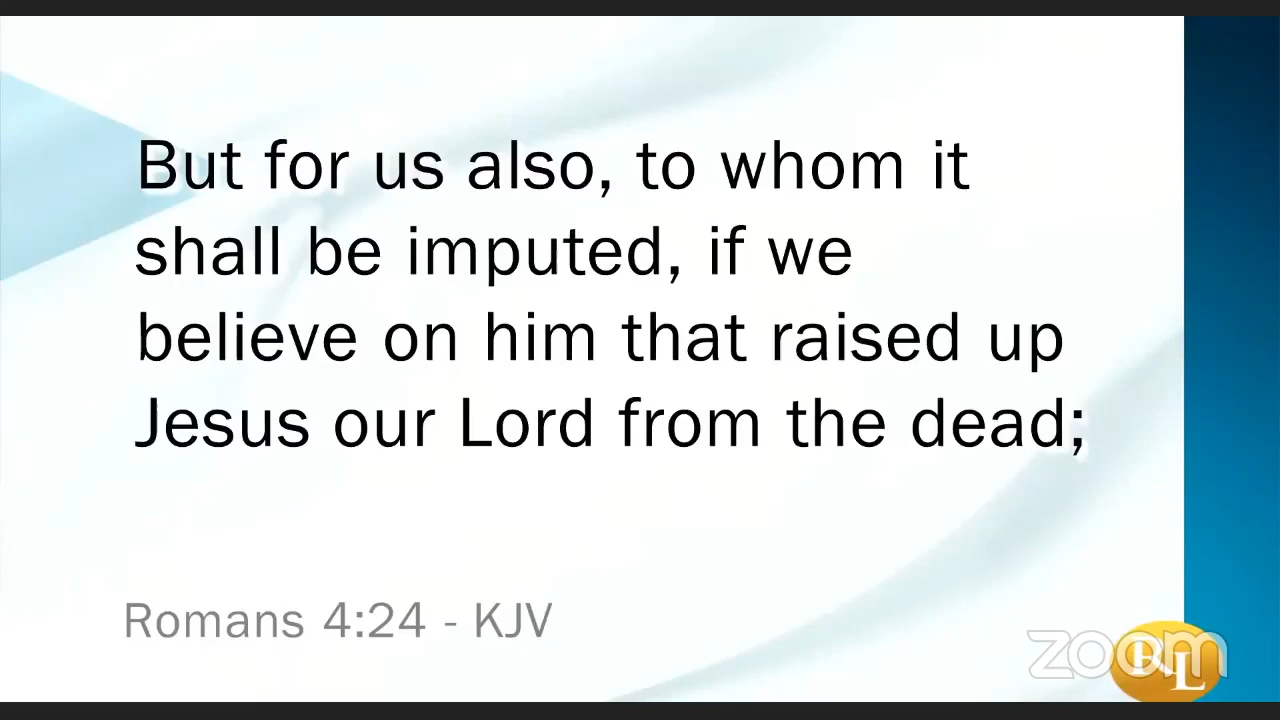 But for us also, to whom it
shall be imputed, if we
believe on him that raised up
Jesus our Lord from the dead;
Romans 4:24 - KJV
zoom
RL